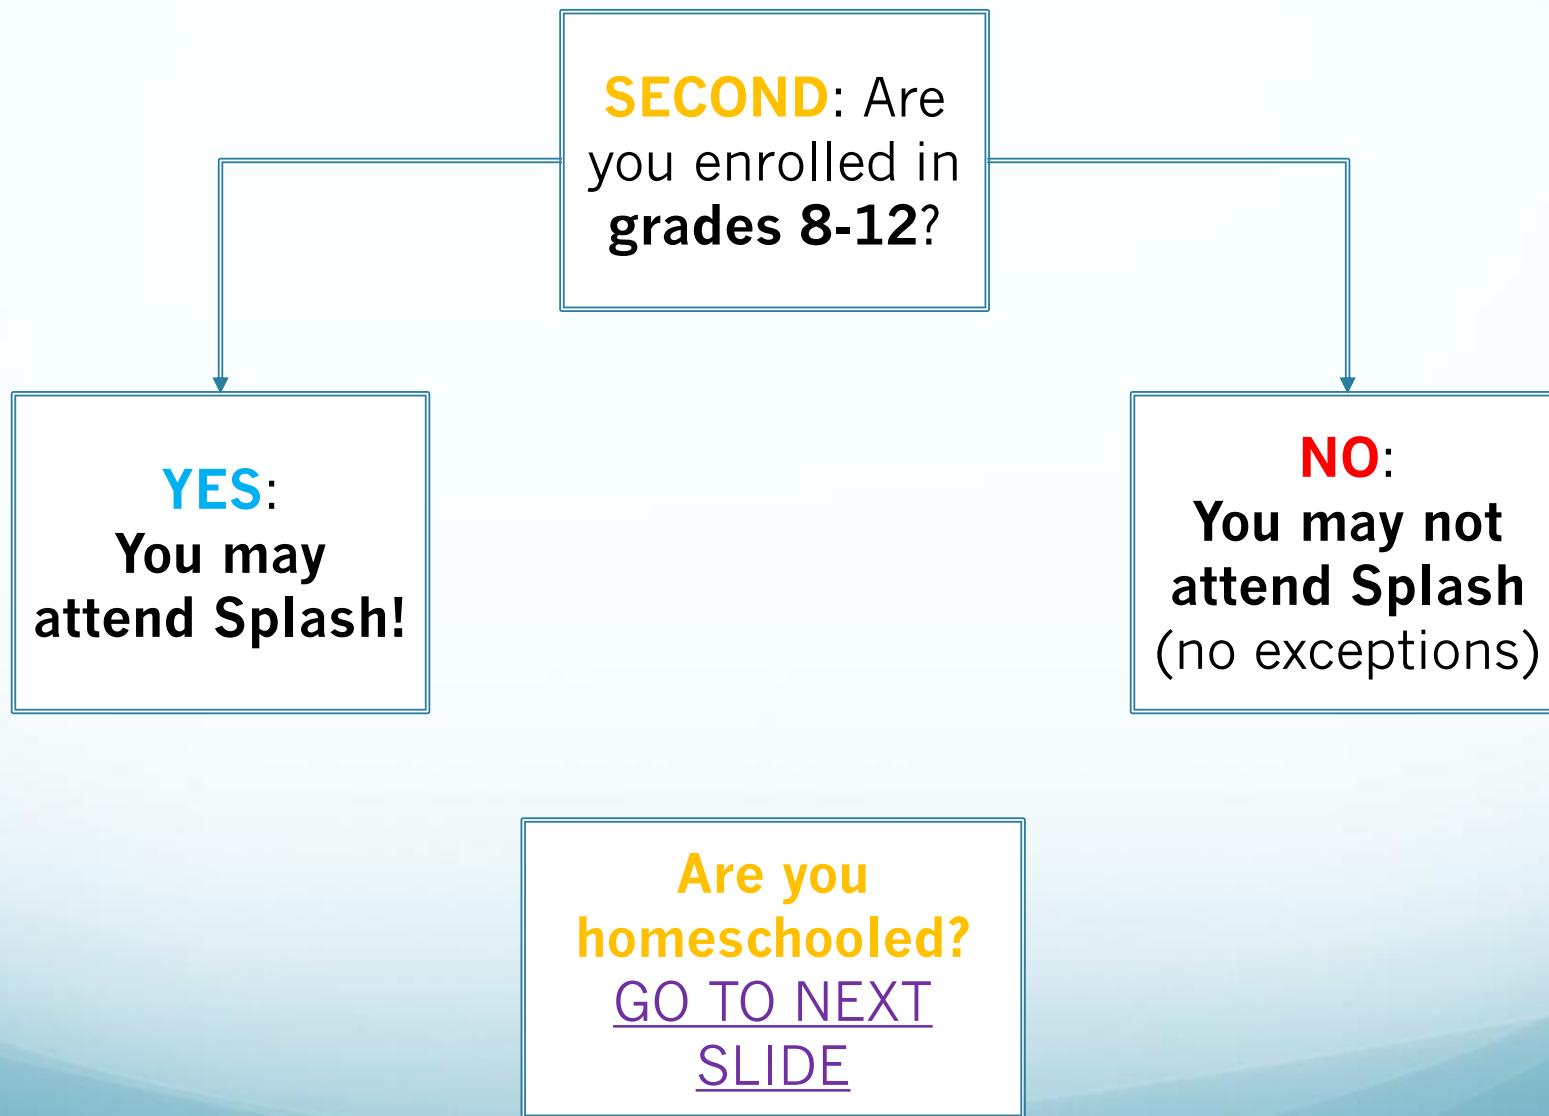 SECOND: Are
you enrolled in
grades 8-12?
YES:
You may
attend Splash!
NO:
You may not
attend Splash
(no exceptions)
Are you
homeschooled?
GO TO NEXT
SLIDE